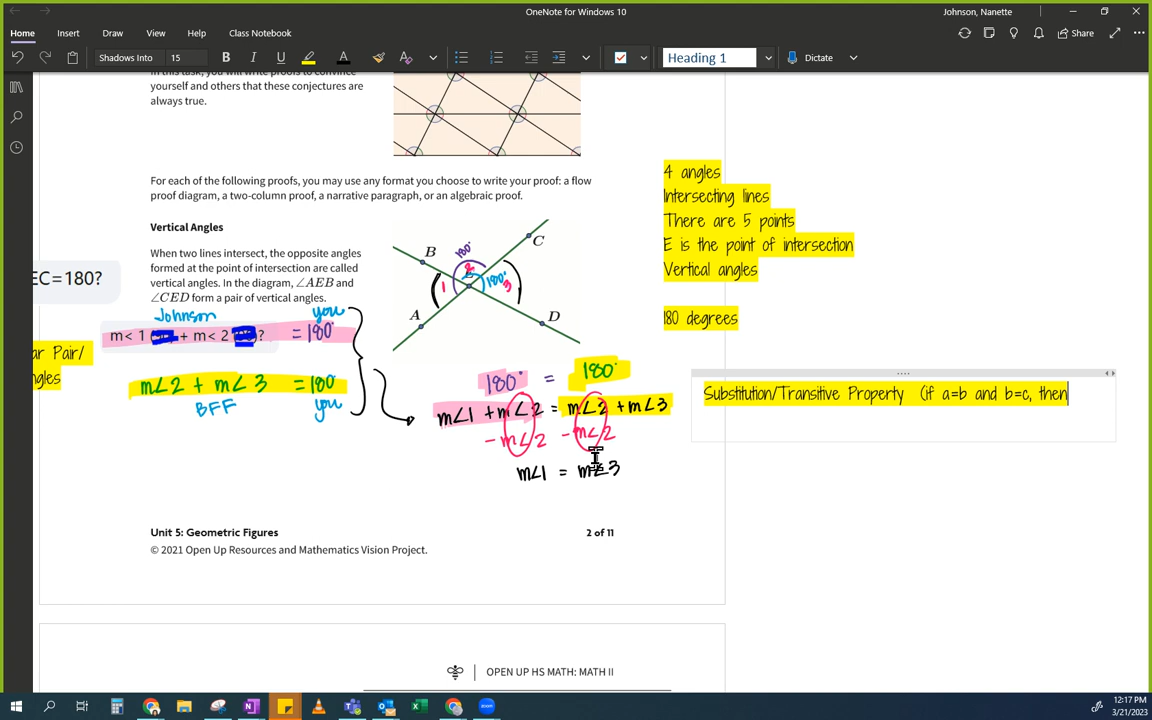 OneNote for Windows 10
Johnson, Nanette
Home Insert Draw View Help Class Notebook
Share
Shadows Into 15 B I U A Heading 1 Dictate
In this task, you will write proofs to convince
yourself and others that these conjectures are
always true.
For each of the following proofs, you may use any format you choose to write your proof: a flow
proof diagram, a two-column proof, a narrative paragraph, or an algebraic proof.
Vertical Angles
When two lines intersect, the opposite angles
formed at the point of intersection are called
vertical angles. In the diagram, ∠AEB and
∠CED form a pair of vertical angles.
EC=180?
B
C
180°
2
1
180°
3
A
D
Johnson
you
m< 1 + m< 2 ? = 180°
ar Pair/
ngles
m∠2 + m∠3 = 180
BFF
you
180° = 180°
m∠1 + m∠2 = m∠2 + m∠3
- m∠2 - m∠2
m∠1 = m∠3
4 angles
Intersecting lines
There are 5 points
E is the point of intersection
Vertical angles
180 degrees
Substitution/Transitive Property (if a=b and b=c, then
Unit 5: Geometric Figures
2 of 11
© 2021 Open Up Resources and Mathematics Vision Project.
OPEN UP HS MATH: MATH II
12:17 PM
3/21/2023